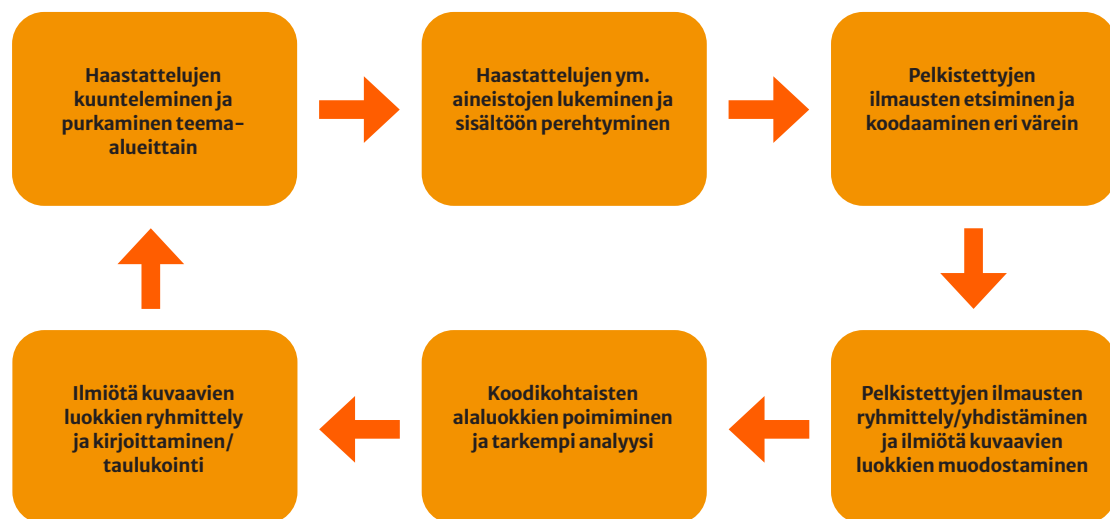 Haastattelujen
kuunteleminen ja
purkaminen teema-
alueittain
Haastattelujen ym.
aineistojen lukeminen ja
sisältöön perehtyminen
Pelkistettyjen
ilmausten etsiminen ja
koodaaminen eri värein
Pelkistettyjen ilmausten
ryhmittely/yhdistäminen
ja ilmiötä kuvaavien
luokkien muodostaminen
Koodikohtaisten
alaluokkien poimiminen
ja tarkempi analyysi
Ilmiötä kuvaavien
luokkien ryhmittely
ja kirjoittaminen/
taulukointi